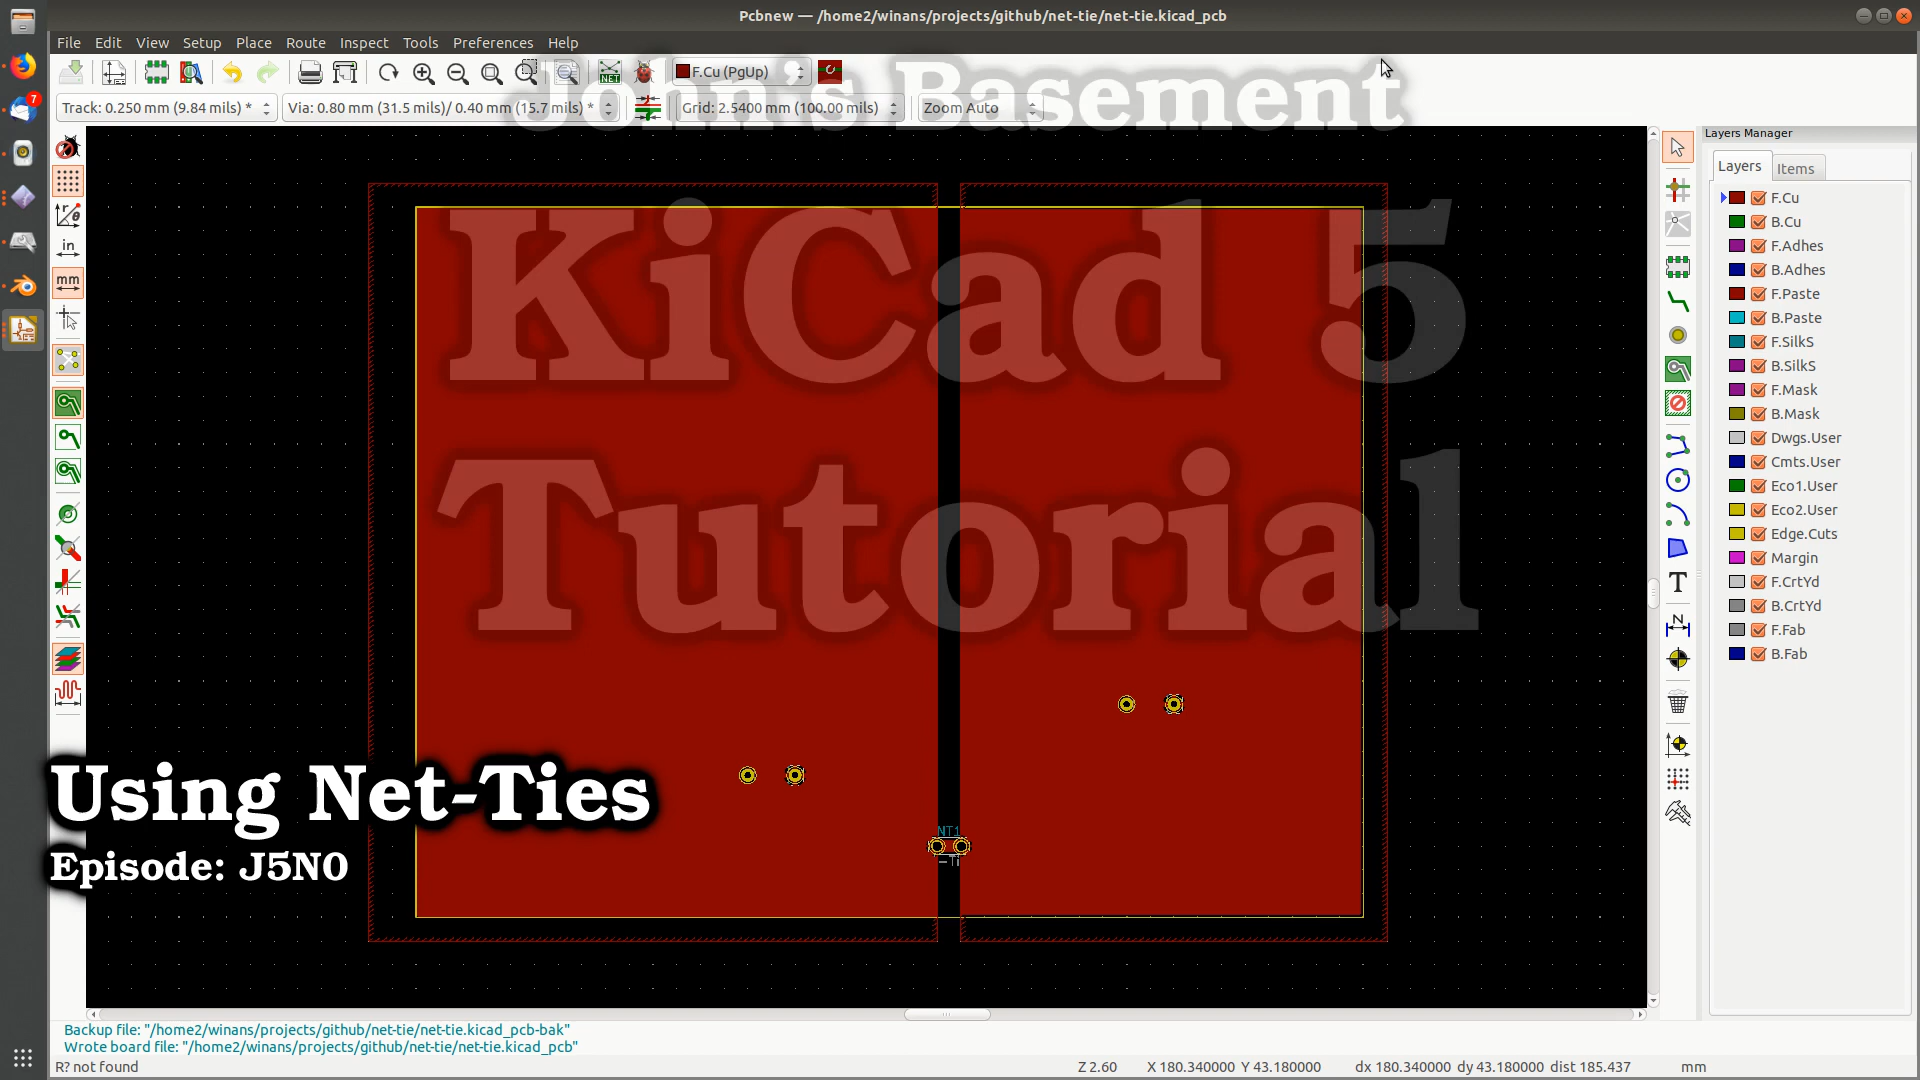 Pcbnew — /home2/winans/projects/github/net-tie/net-tie.kicad_pcb
File Edit View Setup Place Route Inspect Tools Preferences Help
7
NET
F.Cu (PgUp)
Track: 0.250 mm (9.84 mils) * Via: 0.80 mm (31.5 mils)/ 0.40 mm (15.7 mils) * Grid: 2.5400 mm (100.00 mils) Zoom Auto
John's Basement
KiCad 5
Tutorial
Using Net-Ties
Episode: J5N0
NT1
in
mm
T
N
Layers Manager
Layers Items
F.Cu
B.Cu
F.Adhes
B.Adhes
F.Paste
B.Paste
F.SilkS
B.SilkS
F.Mask
B.Mask
Dwgs.User
Cmts.User
Eco1.User
Eco2.User
Edge.Cuts
Margin
F.CrtYd
B.CrtYd
F.Fab
B.Fab
Backup file: "/home2/winans/projects/github/net-tie/net-tie.kicad_pcb-bak"
Wrote board file: "/home2/winans/projects/github/net-tie/net-tie.kicad_pcb"
R? not found Z 2.60 X 180.340000 Y 43.180000 dx 180.340000 dy 43.180000 dist 185.437 mm